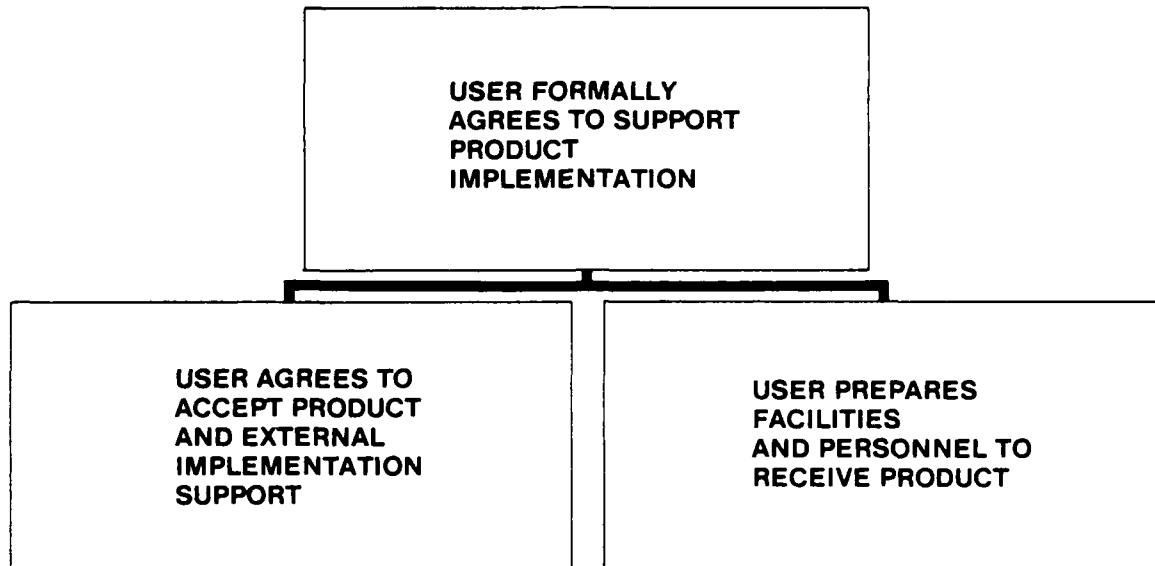 USER FORMALLY
AGREES TO SUPPORT
PRODUCT
IMPLEMENTATION
USER AGREES TO
ACCEPT PRODUCT
AND EXTERNAL
IMPLEMENTATION
SUPPORT
USER PREPARES
FACILITIES
AND PERSONNEL TO
RECEIVE PRODUCT